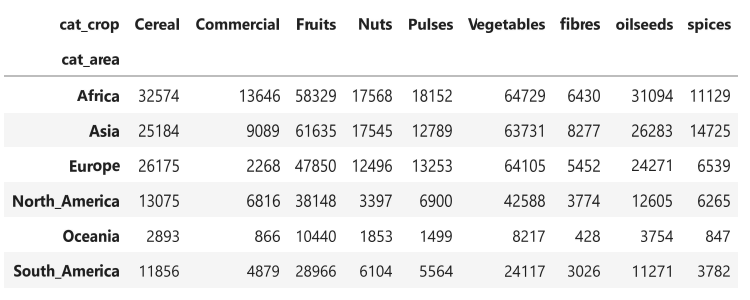 cat_crop Cereal Commercial Fruits Nuts Pulses Vegetables fibres oilseeds spices
cat_area
Africa 32574 13646 58329 17568 18152 64729 6430 31094 11129
Asia 25184 9089 61635 17545 12789 63731 8277 26283 14725
Europe 26175 2268 47850 12496 13253 64105 5452 24271 6539
North_America 13075 6816 38148 3397 6900 42588 3774 12605 6265
Oceania 2893 866 10440 1853 1499 8217 428 3754 847
South_America 11856 4879 28966 6104 5564 24117 3026 11271 3782